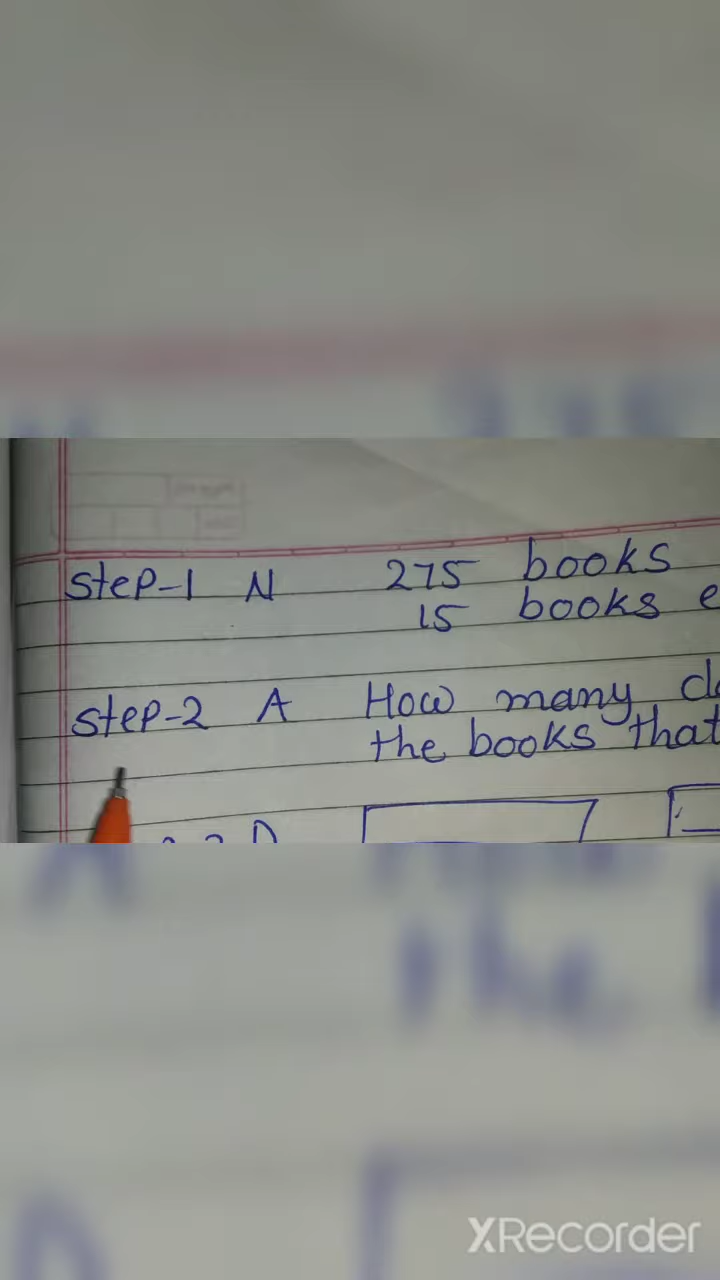 step-1 N 275 books
15 books e
step-2 A How many
the books that
XRecorder